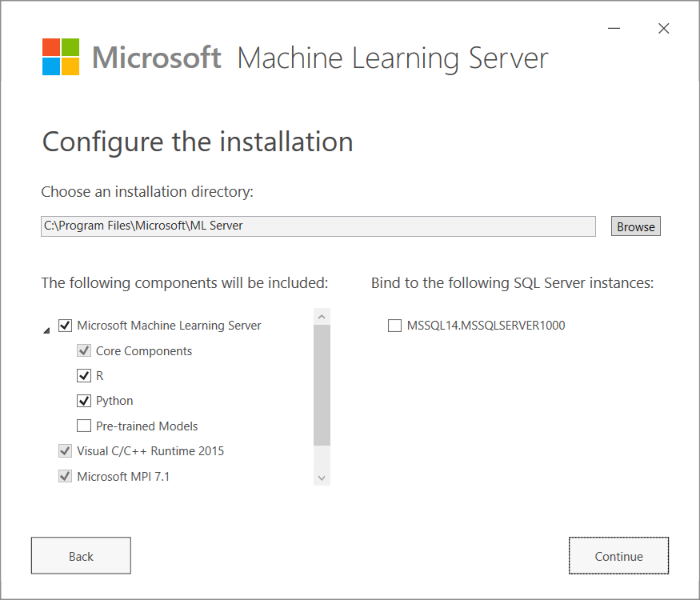 Microsoft Machine Learning Server
Configure the installation
Choose an installation directory:
C:\Program Files\Microsoft\ML Server
Browse
The following components will be included:
Microsoft Machine Learning Server
Core Components
R
Python
Pre-trained Models
Visual C/C++ Runtime 2015
Microsoft MPI 7.1
Bind to the following SQL Server instances:
MSSQL14.MSSQLSERVER1000
Back
Continue